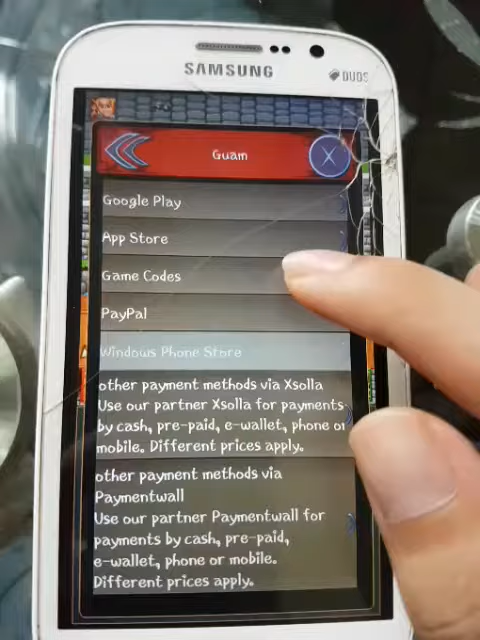 SAMSUNG
DUOS
Guam
X
Google Play
App Store
Game Codes
PayPal
Windows Phone Store
other payment methods via Xsolla
Use our partner Xsolla for payments
by cash, pre-paid, e-wallet, phone or
mobile. Different prices apply.
other payment methods via
Paymentwall
Use our partner Paymentwall for
payments by cash, pre-paid,
e-wallet, phone or mobile.
Different prices apply.